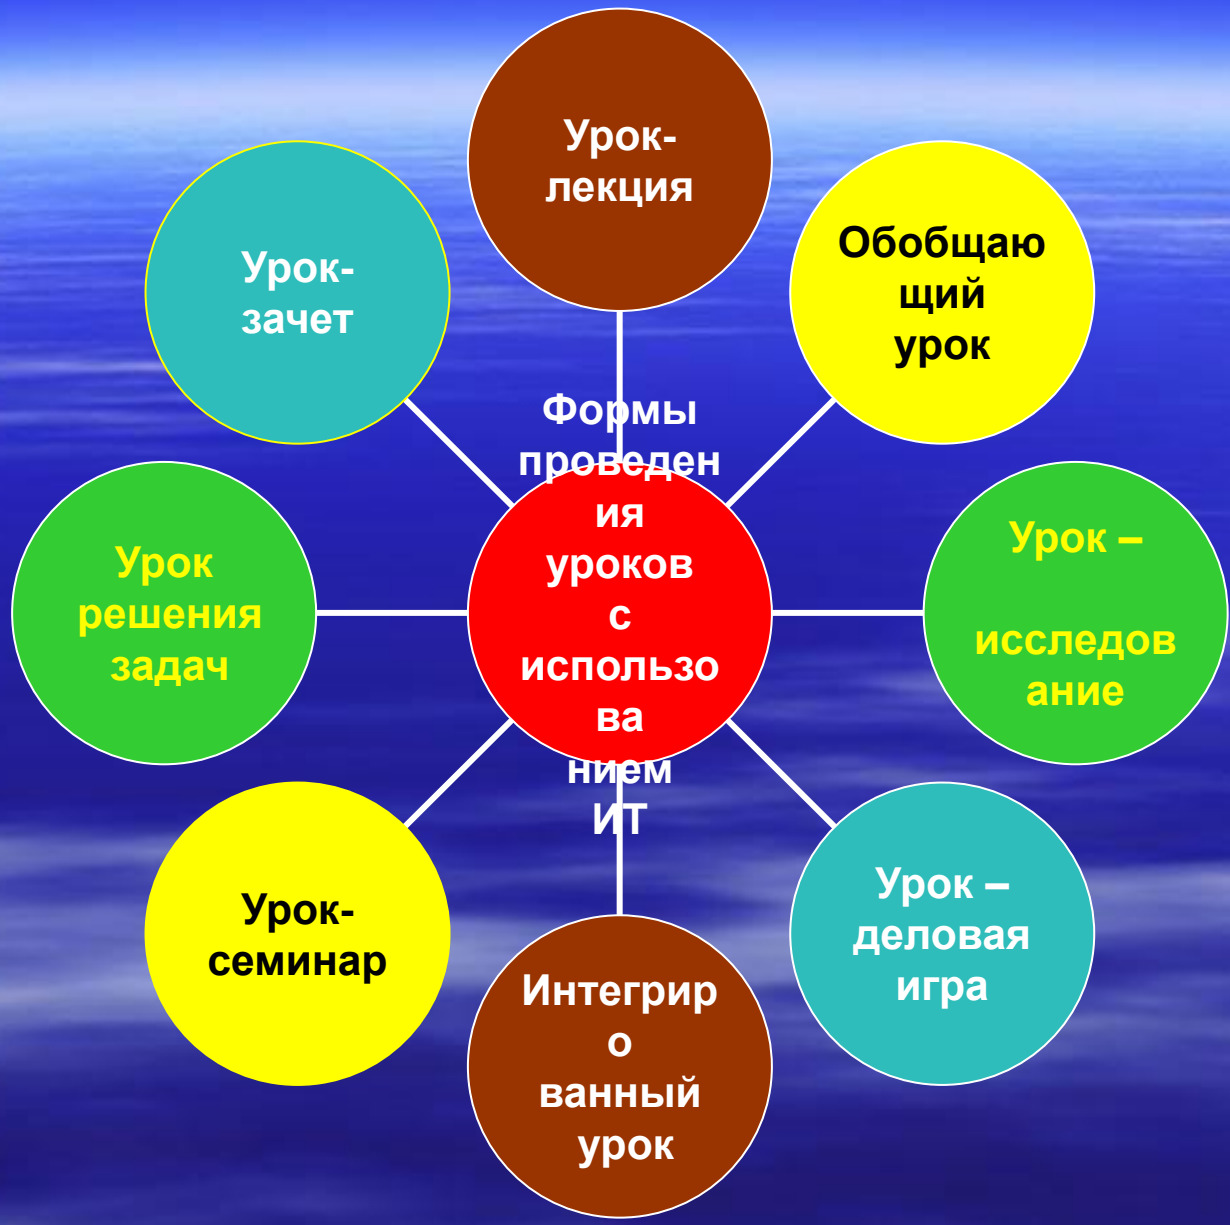 Урок-
лекция
Обобщаю
щий
урок
Урок –
исследов
ание
Урок –
деловая
игра
Интегрир
о
ванный
урок
Урок-
семинар
Урок
решения
задач
Урок-
зачет
Формы
проведен
ия
уроков
с
использо
ва
нием
ИТ